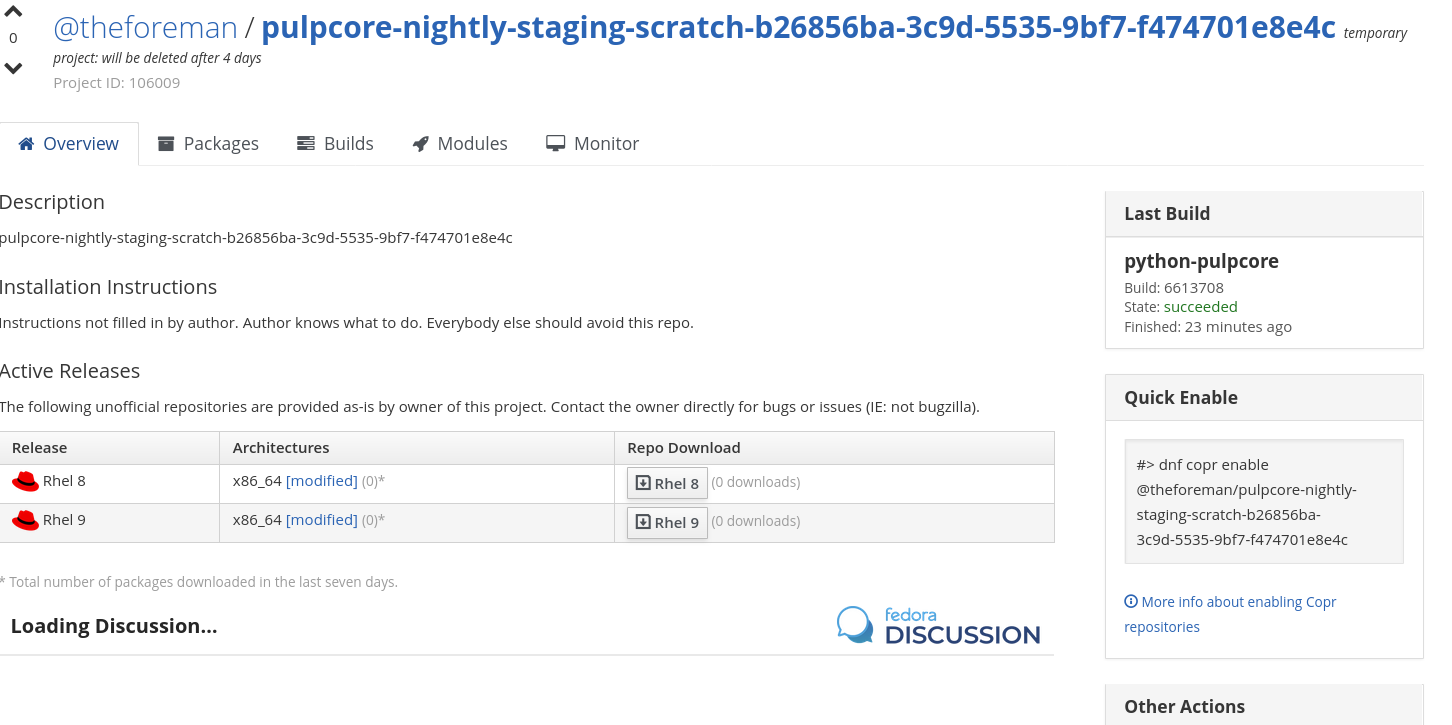 0
@theforeman / pulpcore-nightly-staging-scratch-b26856ba-3c9d-5535-9bf7-f474701e8e4c temporary
project: will be deleted after 4 days
Project ID: 106009
Overview Packages Builds Modules Monitor
Description
pulpcore-nightly-staging-scratch-b26856ba-3c9d-5535-9bf7-f474701e8e4c
Installation Instructions
Instructions not filled in by author. Author knows what to do. Everybody else should avoid this repo.
Active Releases
The following unofficial repositories are provided as-is by owner of this project. Contact the owner directly for bugs or issues (IE: not bugzilla).
Release Architectures Repo Download
Rhel 8 x86_64 [modified] (0)* Rhel 8 (0 downloads)
Rhel 9 x86_64 [modified] (0)* Rhel 9 (0 downloads)
* Total number of packages downloaded in the last seven days.
Loading Discussion...
fedora
DISCUSSION
Last Build
python-pulpcore
Build: 6613708
State: succeeded
Finished: 23 minutes ago
Quick Enable
#> dnf copr enable
@theforeman/pulpcore-nightly-
staging-scratch-b26856ba-
3c9d-5535-9bf7-f474701e8e4c
More info about enabling Copr
repositories
Other Actions